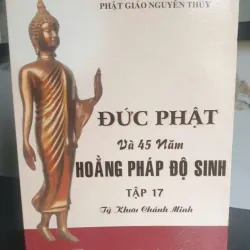 PHẬT GIÁO NGUYÊN THỦY
ĐỨC PHẬT
Và 45 Năm
HOẰNG PHÁP ĐỘ SINH
TẬP 17
Tỳ Khưu Chánh Minh